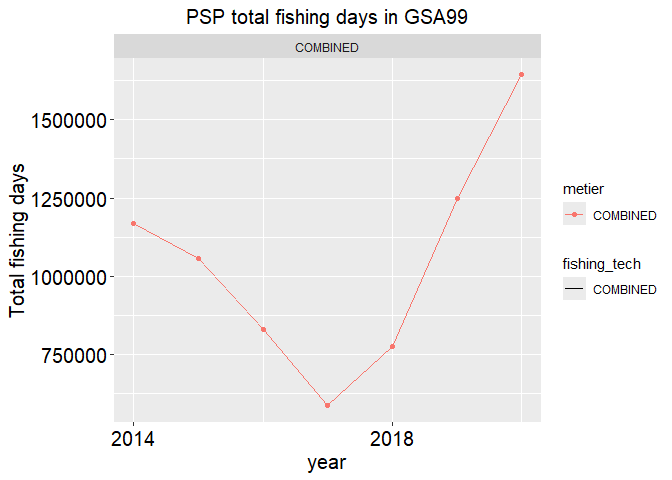 PSP total fishing days in GSA99
COMBINED
1500000
1250000
1000000
750000
Total fishing days
2014
2018
year
metier
COMBINED
fishing_tech
COMBINED